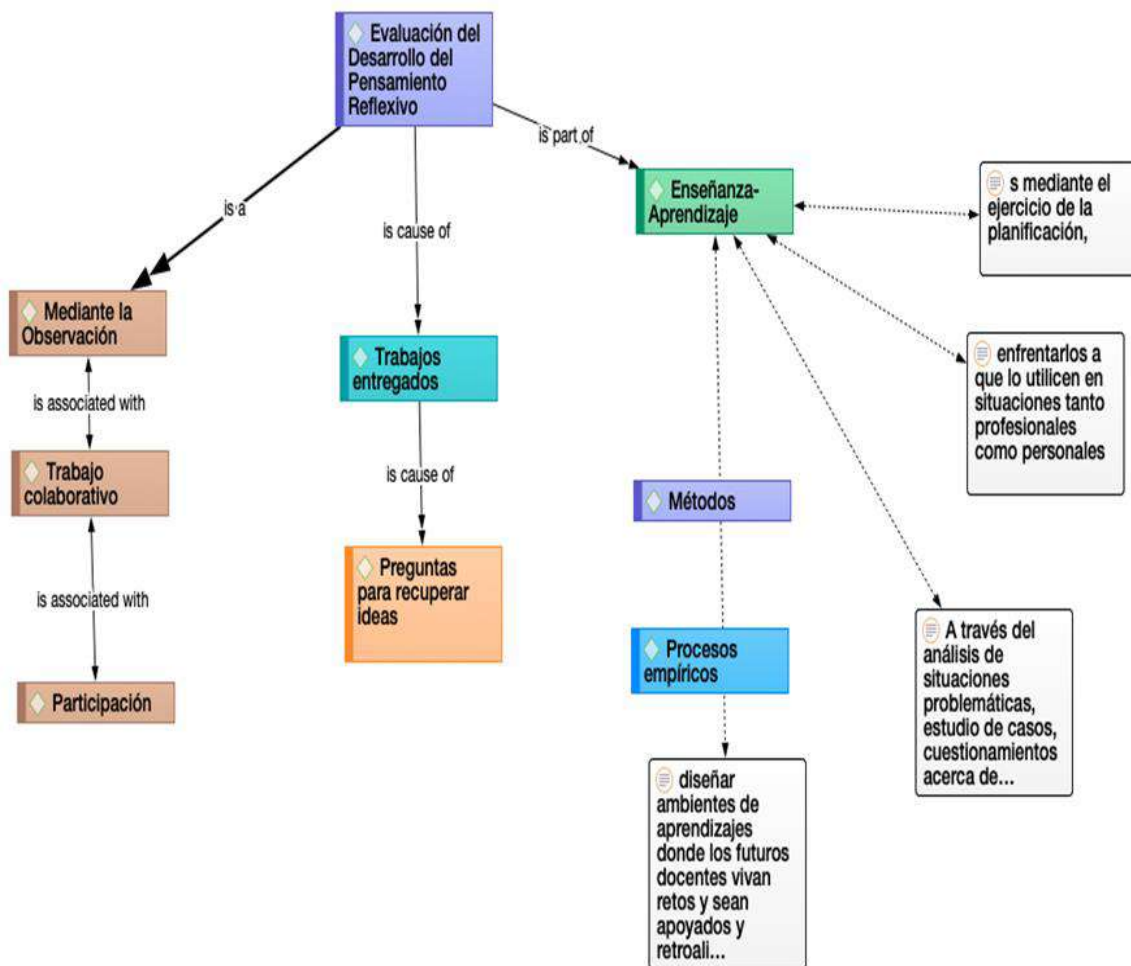 Evaluación del
Desarrollo del
Pensamiento
Reflexivo
is part of
is a
is cause of
Enseñanza-
Aprendizaje
s mediante el
ejercicio de la
planificación,
Mediante la
Observación
Trabajos
entregados
enfrentarlos a
que lo utilicen en
situaciones tanto
profesionales
como personales
is associated with
Trabajo
colaborativo
is cause of
Métodos
Preguntas
para recuperar
ideas
is associated with
Procesos
empíricos
A través del
análisis de
situaciones
problemáticas,
estudio de casos,
cuestionamientos
acerca de...
Participación
diseñar
ambientes de
aprendizajes
donde los futuros
docentes vivan
retos y sean
apoyados y
retroali...